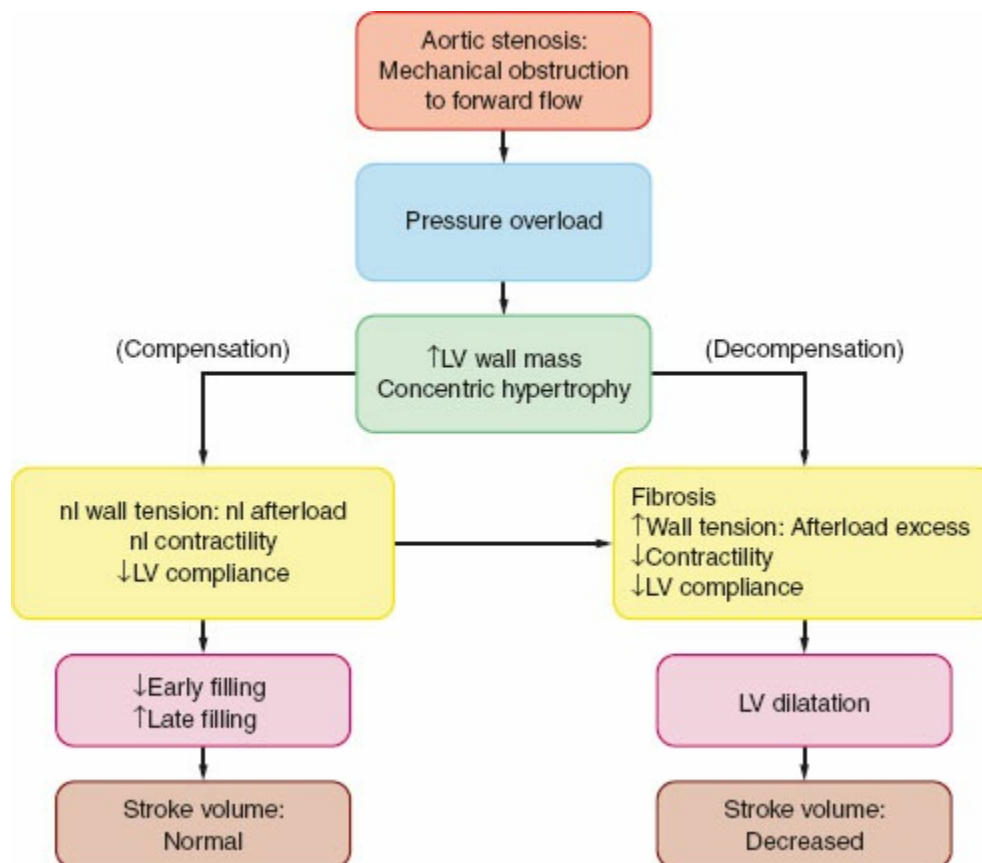 Aortic stenosis:
Mechanical obstruction
to forward flow
Pressure overload
(Compensation)
↑LV wall mass
Concentric hypertrophy
(Decompensation)
nl wall tension: nl afterload
nl contractility
↓LV compliance
Fibrosis
↑Wall tension: Afterload excess
↓Contractility
↓LV compliance
↓Early filling
↑Late filling
LV dilatation
Stroke volume:
Normal
Stroke volume:
Decreased